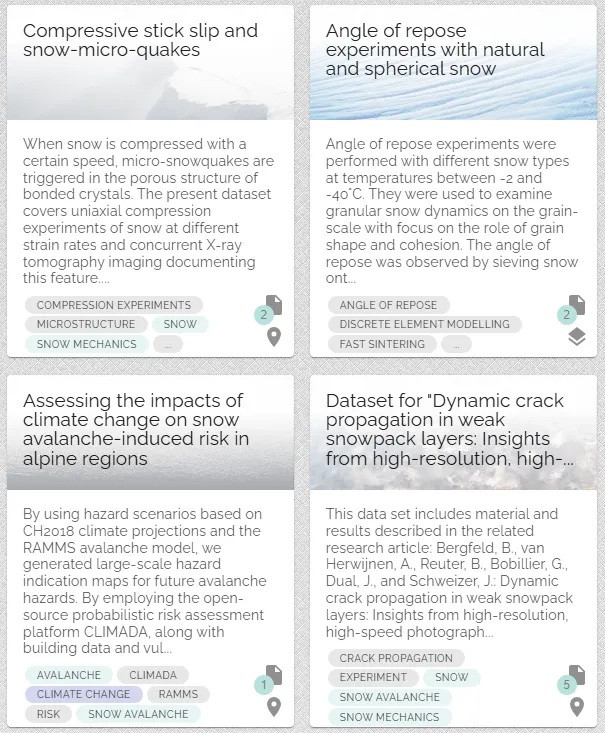 Compressive stick slip and
snow-micro-quakes
When snow is compressed with a
certain speed, micro-snowquakes are
triggered in the porous structure of
bonded crystals. The present dataset
covers uniaxial compression
experiments of snow at different
strain rates and concurrent X-ray
tomography imaging documenting
this feature....
COMPRESSION EXPERIMENTS
MICROSTRUCTURE SNOW
SNOW MECHANICS ...
2
Angle of repose
experiments with natural
and spherical snow
Angle of repose experiments were
performed with different snow types
at temperatures between -2 and
-40°C. They were used to examine
granular snow dynamics on the grain-
scale with focus on the role of grain
shape and cohesion. The angle of
repose was observed by sieving snow
ont...
ANGLE OF REPOSE
DISCRETE ELEMENT MODELLING
FAST SINTERING ...
2
Assessing the impacts of
climate change on snow
avalanche-induced risk in
alpine regions
By using hazard scenarios based on
CH2018 climate projections and the
RAMMS avalanche model, we
generated large-scale hazard
indication maps for future avalanche
hazards. By employing the open-
source probabilistic risk assessment
platform CLIMADA, along with
building data and vul...
AVALANCHE CLIMADA
CLIMATE CHANGE RAMMS
RISK SNOW AVALANCHE
1
Dataset for "Dynamic crack
propagation in weak
snowpack layers: Insights
from high-resolution, high-...
This data set includes material and
results described in the related
research article: Bergfeld, B., van
Herwijnen, A., Reuter, B., Bobillier, G.,
Dual, J., and Schweizer, J.: Dynamic
crack propagation in weak snowpack
layers: Insights from high-resolution,
high-speed photograph...
CRACK PROPAGATION
EXPERIMENT SNOW
SNOW AVALANCHE
SNOW MECHANICS
5